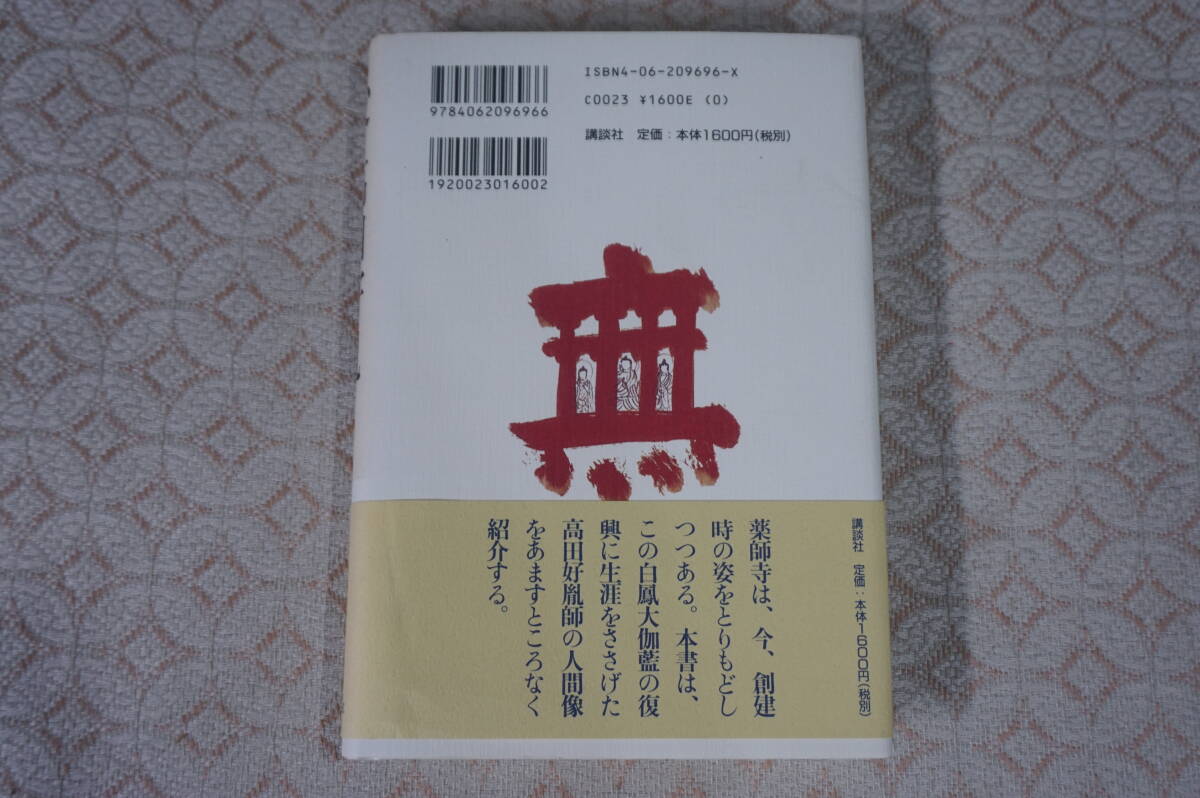 ISBN4-06-209696-X
C0023 ¥1600E (0)
講談社　定価：本体1600円(税別)
9784062096966
1920023016002
無
薬師寺は、今、創建
時の姿をとりもどし
つつある。本書は、
この白鳳大伽藍の復
興に生涯をささげた
高田好胤師の人間像
をあますところなく
紹介する。
講談社　定価：本体1600円(税別)